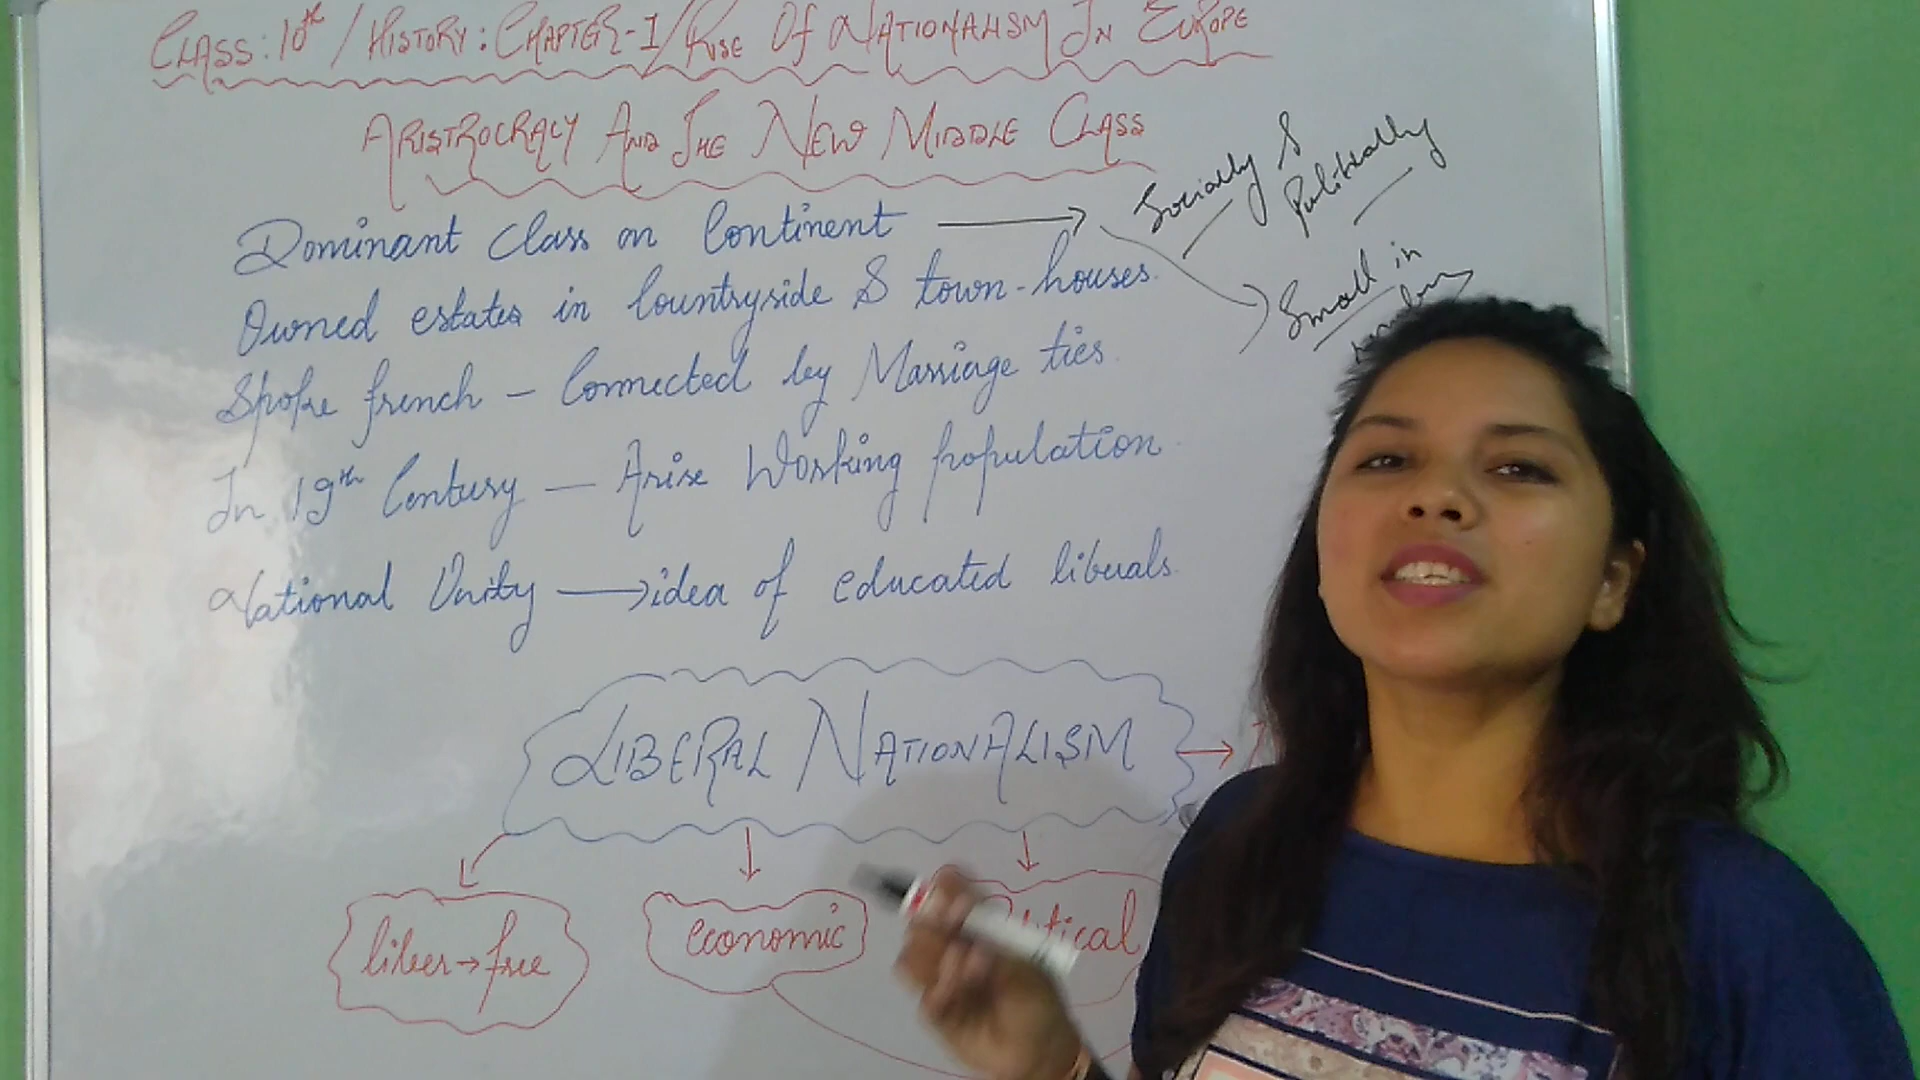 CLASS: 10th / HISTORY: CHAPTER-1 / RISE OF NATIONALISM IN EUROPE
ARISTROCRACY AND THE NEW MIDDLE CLASS
Dominant Class on Continent → Socially & Politically
Small in
Owned estates in Countryside & town-houses.
Spoke french – Connected by Marriage ties.
In 19th Century — Arise Working population.
National Unity → idea of educated liberals.
LIBERAL NATIONALISM →
liber → free
economic